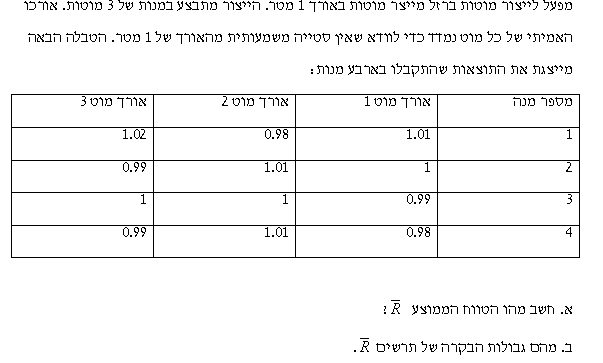 מפעל לייצור מוטות ברזל מייצר מוטות באורך 1 מטר. הייצור מתבצע במנות של 3 מוטות. אורכו
האמיתי של כל מוט נמדד כדי לוודא שאין סטייה משמעותית מהאורך של 1 מטר. הטבלה הבאה
מייצגת את התוצאות שהתקבלו בארבע מנות:
מספר מנה אורך מוט 1 אורך מוט 2 אורך מוט 3
1 1.01 0.98 1.02
2 1 1.01 0.99
3 0.99 1 1
4 0.98 1.01 0.99
א. חשב מהו הטווח הממוצע R̅ ?
ב. מהם גבולות הבקרה של תרשים R̅ .